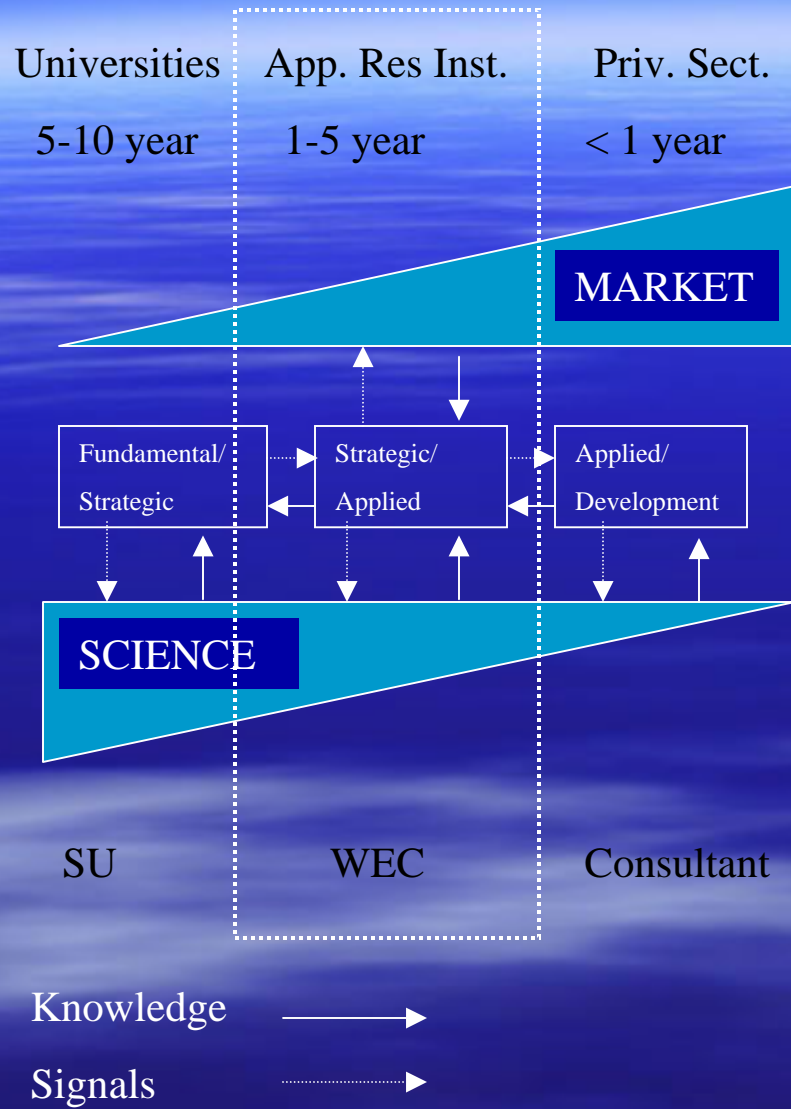 Universities App. Res Inst. Priv. Sect.
5-10 year 1-5 year < 1 year
MARKET
Fundamental/ Strategic/ Applied/
Strategic Applied Development
SCIENCE
SU WEC Consultant
Knowledge
Signals